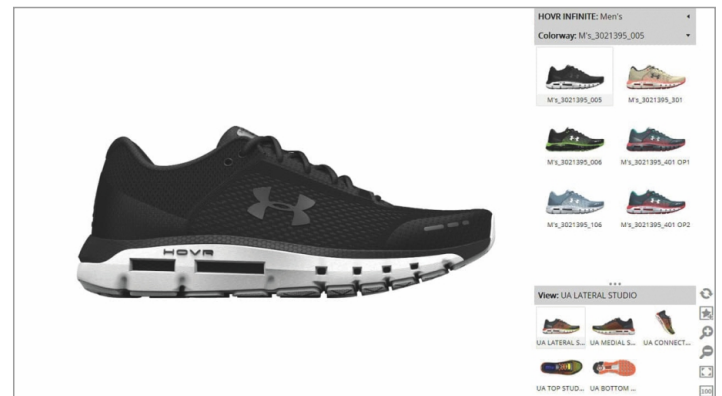 HOVR INFINITE: Men's
Colorway: M's_3021395_005
M's_3021395_005 M's_3021395_301
M's_3021395_006 M's_3021395_401 OP1
M's_3021395_106 M's_3021395_401 OP2
HOVR
View: UA LATERAL STUDIO
UA LATERAL S... UA MEDIAL S... UA CONNECT...
UA TOP STUD... UA BOTTOM ...
100